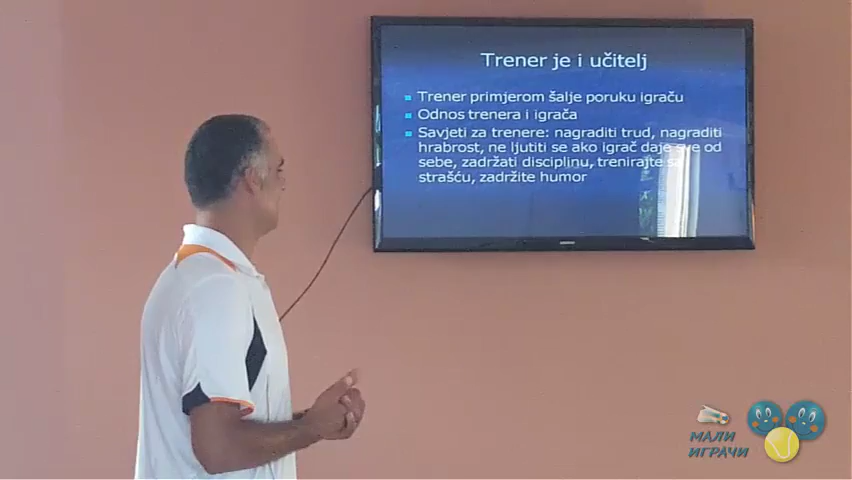 Trener je i učitelj
Trener primjerom šalje poruku igraču
Odnos trenera i igrača
Savjeti za trenere: nagraditi trud, nagraditi
hrabrost, ne ljutiti se ako igrač daje sve od
sebe, zadržati disciplinu, trenirajte sa
strašću, zadržite humor
МАЛИ
ИГРАЧИ